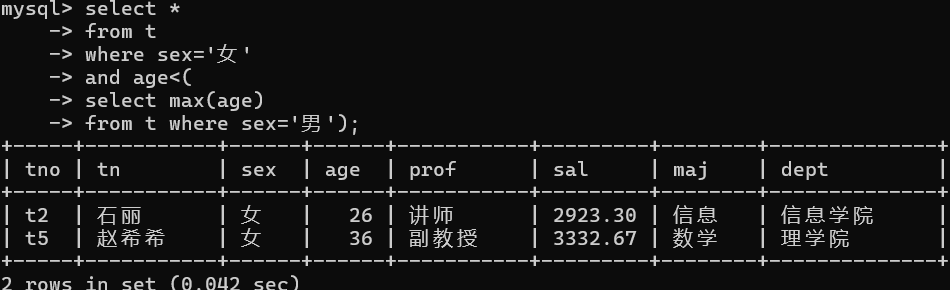 mysql> select *
    -> from t
    -> where sex='女'
    -> and age<(
    -> select max(age)
    -> from t where sex='男');
+-----+-----------+------+------+-----------+---------+--------+--------------+
| tno | tn        | sex  | age  | prof      | sal     | maj    | dept         |
+-----+-----------+------+------+-----------+---------+--------+--------------+
| t2  | 石丽      | 女   |   26 | 讲师      | 2923.30 | 信息   | 信息学院     |
| t5  | 赵希希    | 女   |   36 | 副教授    | 3332.67 | 数学   | 理学院       |
+-----+-----------+------+------+-----------+---------+--------+--------------+
2 rows in set (0.042 sec)